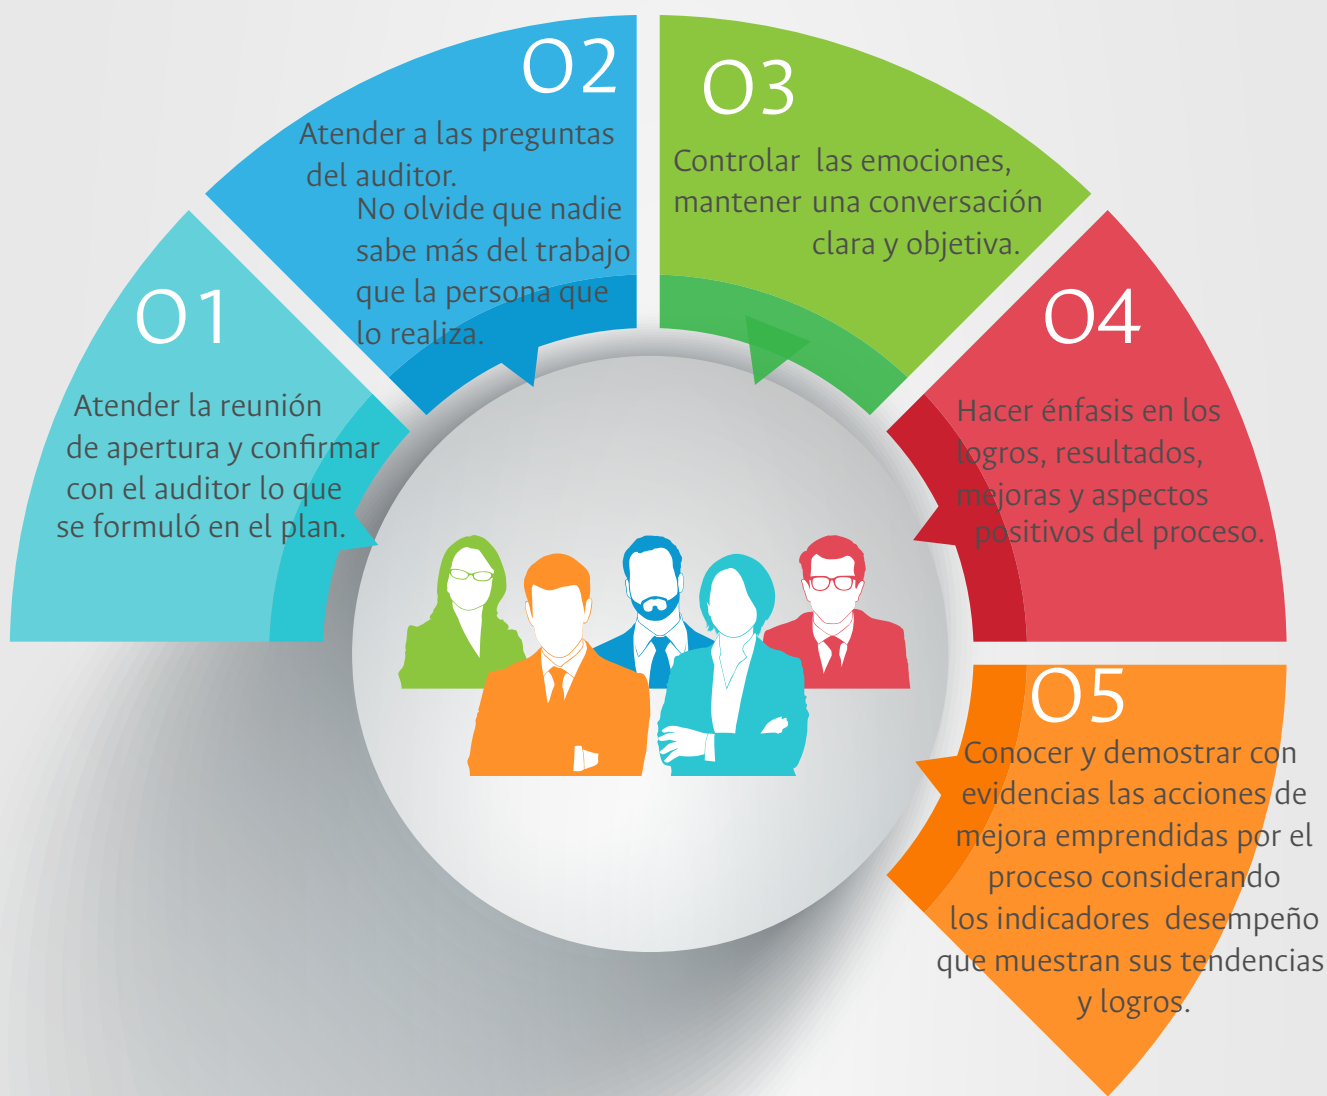 01
Atender la reunión
de apertura y confirmar
con el auditor lo que
se formuló en el plan.
02
Atender a las preguntas
del auditor.
No olvide que nadie
sabe más del trabajo
que la persona que
lo realiza.
03
Controlar las emociones,
mantener una conversación
clara y objetiva.
04
Hacer énfasis en los
logros, resultados,
mejoras y aspectos
positivos del proceso.
05
Conocer y demostrar con
evidencias las acciones de
mejora emprendidas por el
proceso considerando
los indicadores desempeño
que muestran sus tendencias
y logros.